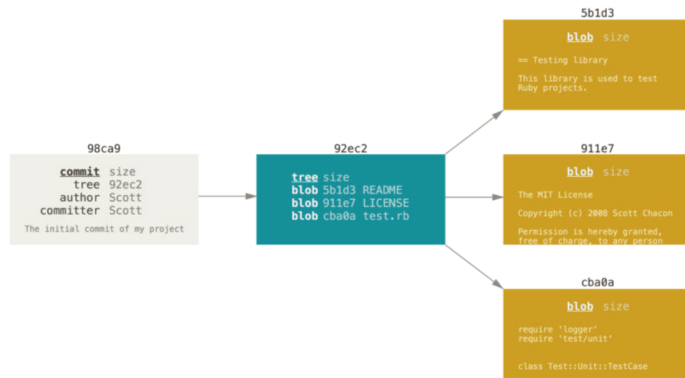 98ca9
commit size
tree 92ec2
author Scott
committer Scott
The initial commit of my project
92ec2
tree size
blob 5b1d3 README
blob 911e7 LICENSE
blob cba0a test.rb
5b1d3
blob size
== Testing library
This library is used to test
Ruby projects.
911e7
blob size
The MIT License
Copyright (c) 2008 Scott Chacon
Permission is hereby granted,
free of charge, to any person
cba0a
blob size
require 'logger'
require 'test/unit'
class Test::Unit::TestCase